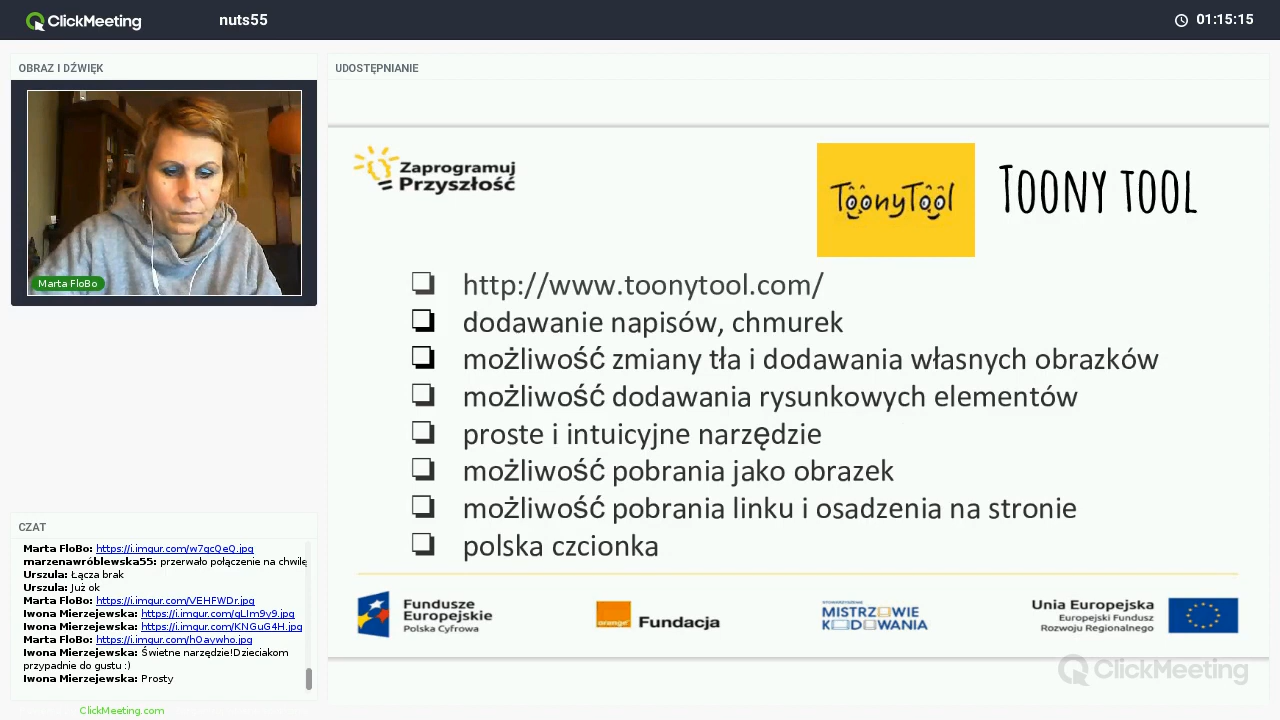 ClickMeeting
nuts55
01:15:15
OBRAZ I DŹWIĘK
Marta FloBo
UDOSTĘPNIANIE
Zaprogramuj
Przyszłość
ToonyTool
TOONY TOOL
http://www.toonytool.com/
dodawanie napisów, chmurek
możliwość zmiany tła i dodawania własnych obrazków
możliwość dodawania rysunkowych elementów
proste i intuicyjne narzędzie
możliwość pobrania jako obrazek
możliwość pobrania linku i osadzenia na stronie
polska czcionka
Fundusze
Europejskie
Polska Cyfrowa
orange
Fundacja
STOWARZYSZENIE
MISTRZOWIE
KODOWANIA
Unia Europejska
Europejski Fundusz
Rozwoju Regionalnego
ClickMeeting
CZAT
Marta FloBo: https://i.imgur.com/w7gcQeQ.jpg
marzenawróblewska55: przerwało połączenie na chwilę
Urszula: Łącza brak
Urszula: Już ok
Marta FloBo: https://i.imgur.com/VEHFWDr.jpg
Iwona Mierzejewska: https://i.imgur.com/qLIm9v9.jpg
Iwona Mierzejewska: https://i.imgur.com/KNGuG4H.jpg
Marta FloBo: https://i.imgur.com/hOaywho.jpg
Iwona Mierzejewska: Świetne narzędzie!Dzieciakom
przypadnie do gustu :)
Iwona Mierzejewska: Prosty
ClickMeeting.com